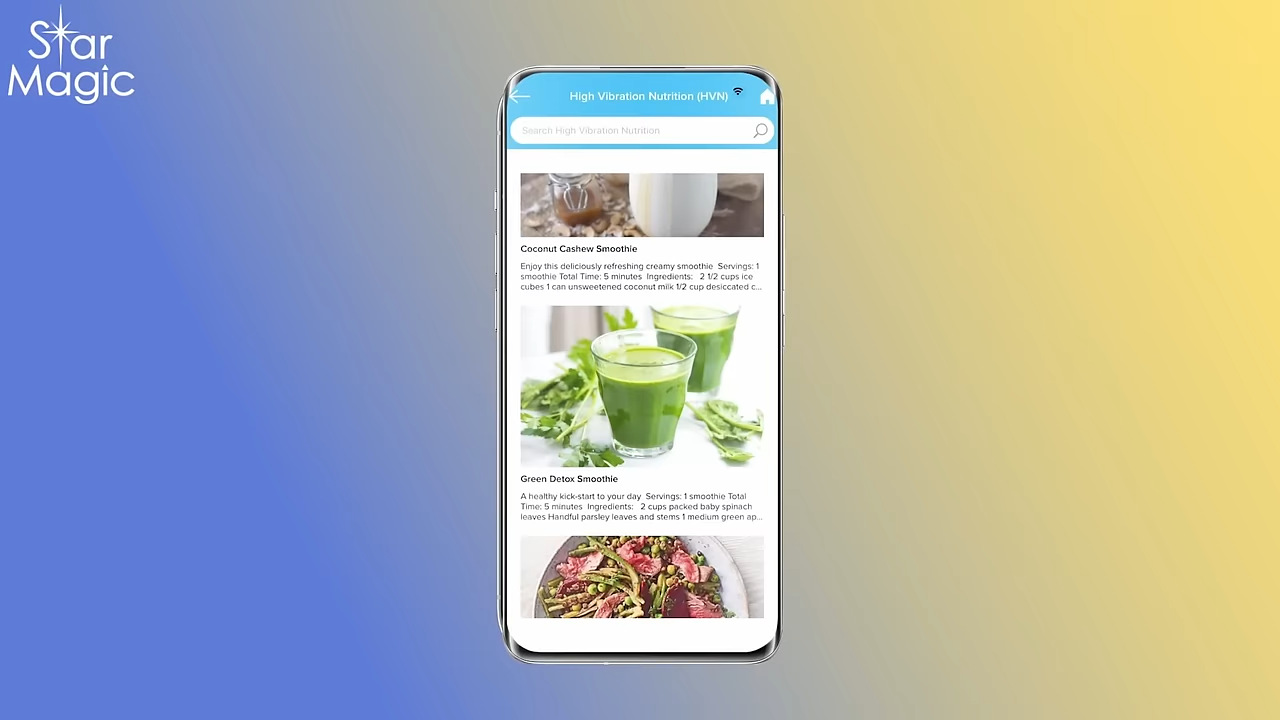 Star
Magic
High Vibration Nutrition (HVN)
Search High Vibration Nutrition
Coconut Cashew Smoothie
Enjoy this deliciously refreshing creamy smoothie Servings: 1
smoothie Total Time: 5 minutes Ingredients: 2 1/2 cups ice
cubes 1 can unsweetened coconut milk 1/2 cup desiccated c...
Green Detox Smoothie
A healthy kick-start to your day Servings: 1 smoothie Total
Time: 5 minutes Ingredients: 2 cups packed baby spinach
leaves Handful parsley leaves and stems 1 medium green ap...